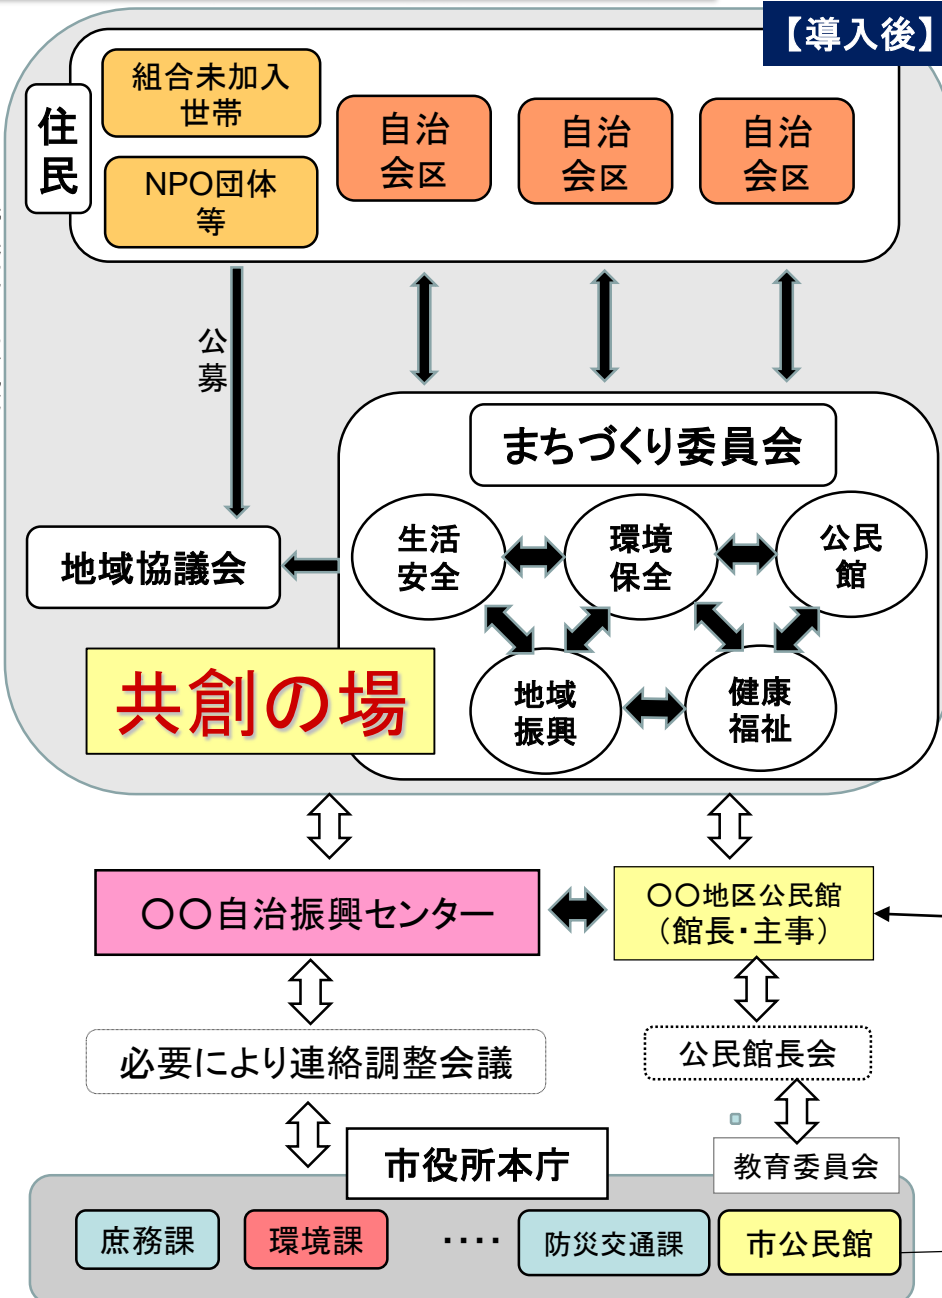 【導入後】
住
民
組合未加入
世帯
NPO団体
等
自治
会区
自治
会区
自治
会区
公
募
まちづくり委員会
生活
安全
環境
保全
公民
館
地域
振興
健康
福祉
地域協議会
共創の場
〇〇自治振興センター
〇〇地区公民館
（館長・主事）
必要により連絡調整会議
公民館長会
市役所本庁
教育委員会
庶務課
環境課
････
防災交通課
市公民館